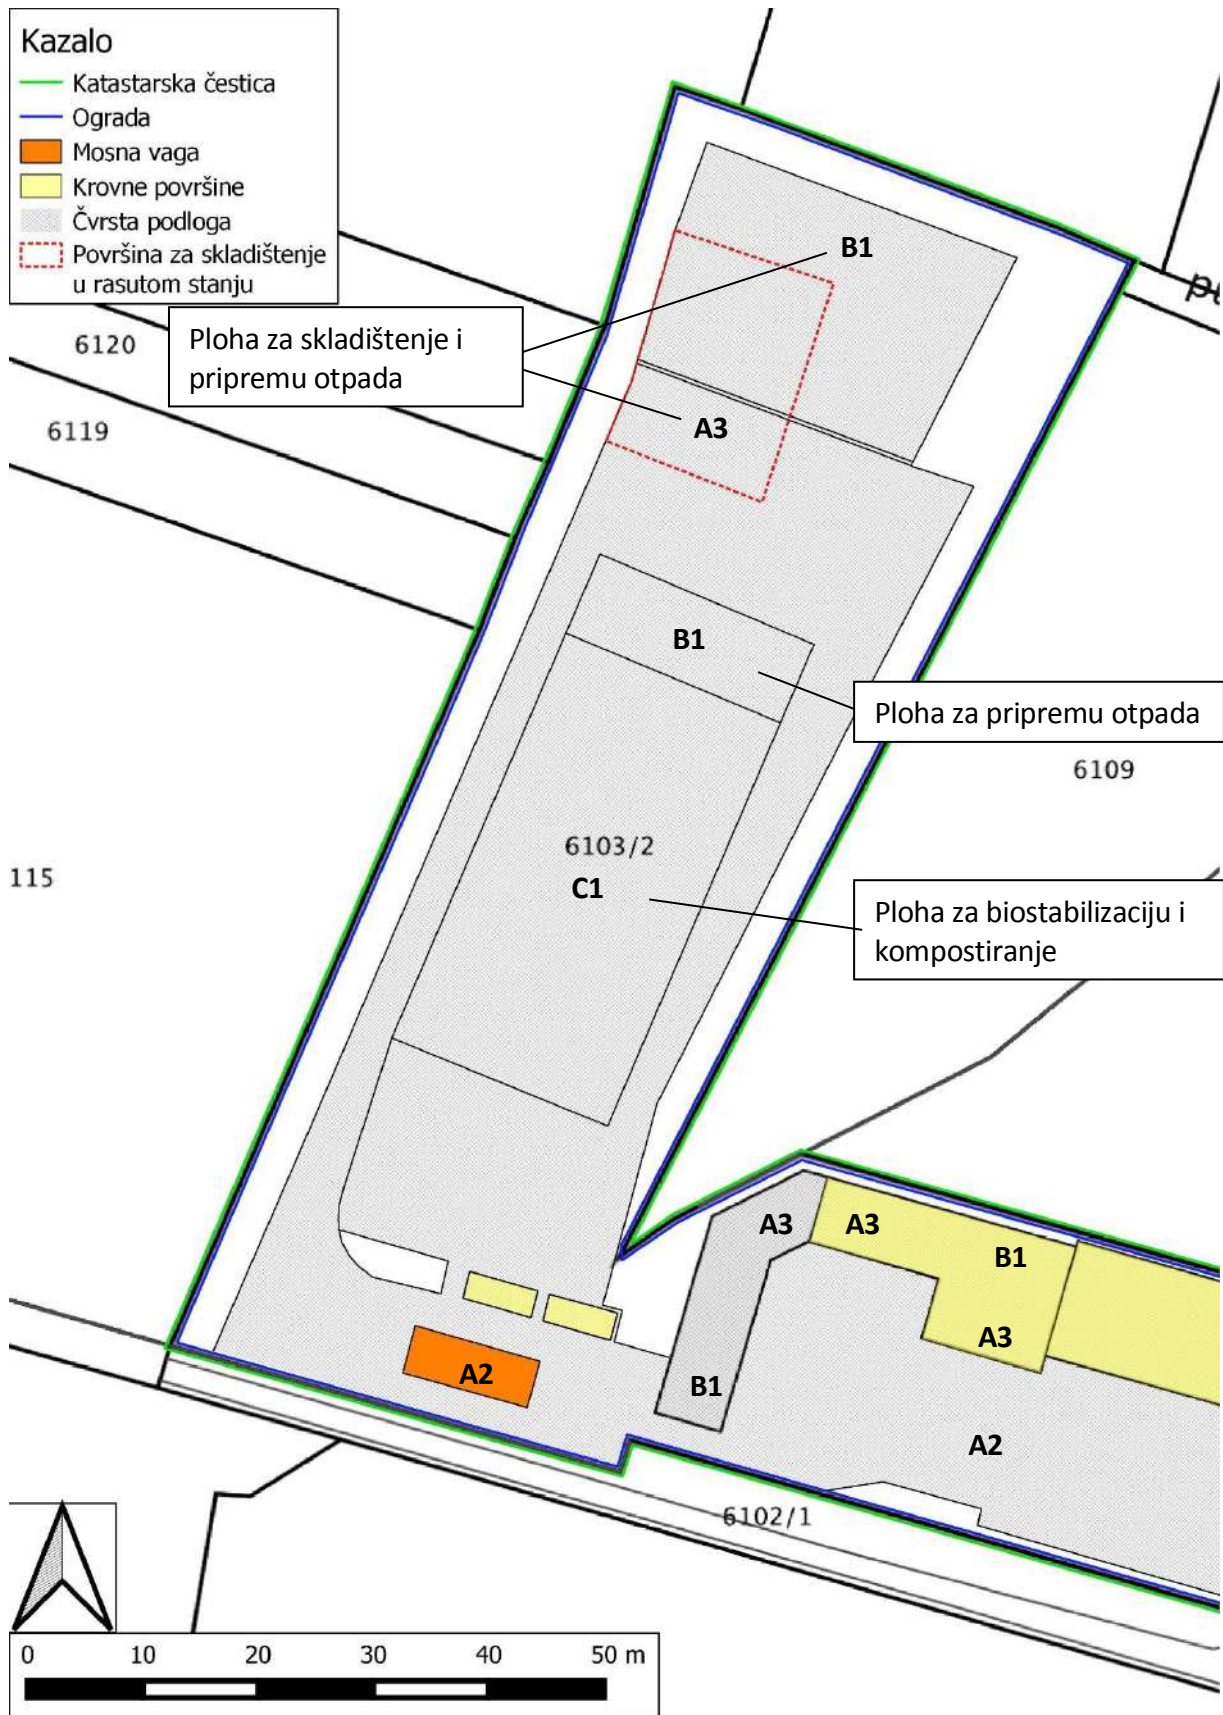 Kazalo
Katastarska čestica
Ograda
Mosna vaga
Krovne površine
Čvrsta podloga
Površina za skladištenje
u rasutom stanju
B1
Ploha za skladištenje i
pripremu otpada
6120
6119
A3
B1
Ploha za pripremu otpada
6109
6103/2
C1
115
Ploha za biostabilizaciju i
kompostiranje
A3
A3
B1
A3
A2
B1
A2
6102/1
0 10 20 30 40 50 m